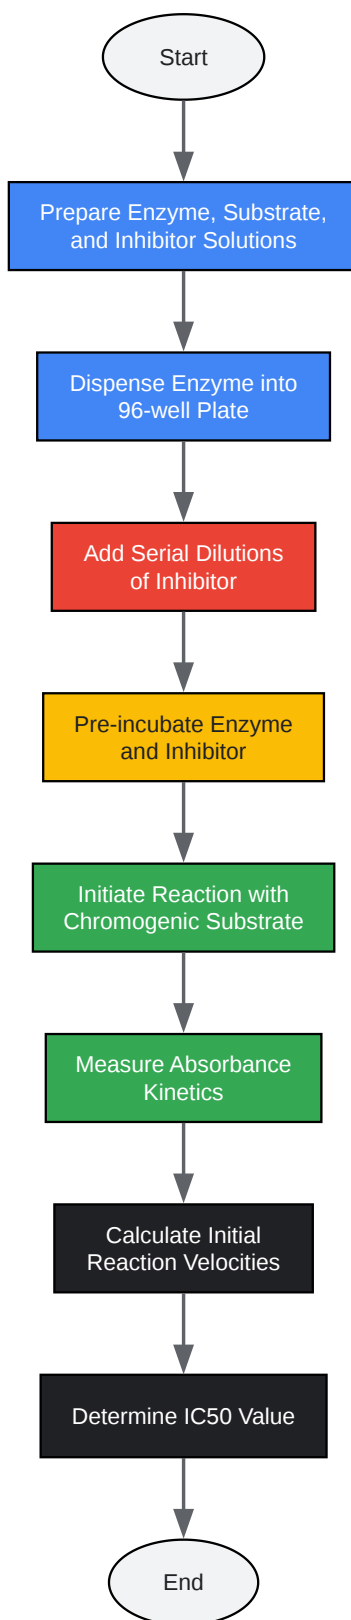 Start
Prepare Enzyme, Substrate,
and Inhibitor Solutions
Dispense Enzyme into
96-well Plate
Add Serial Dilutions
of Inhibitor
Pre-incubate Enzyme
and Inhibitor
Initiate Reaction with
Chromogenic Substrate
Measure Absorbance
Kinetics
Calculate Initial
Reaction Velocities
Determine IC50 Value
End